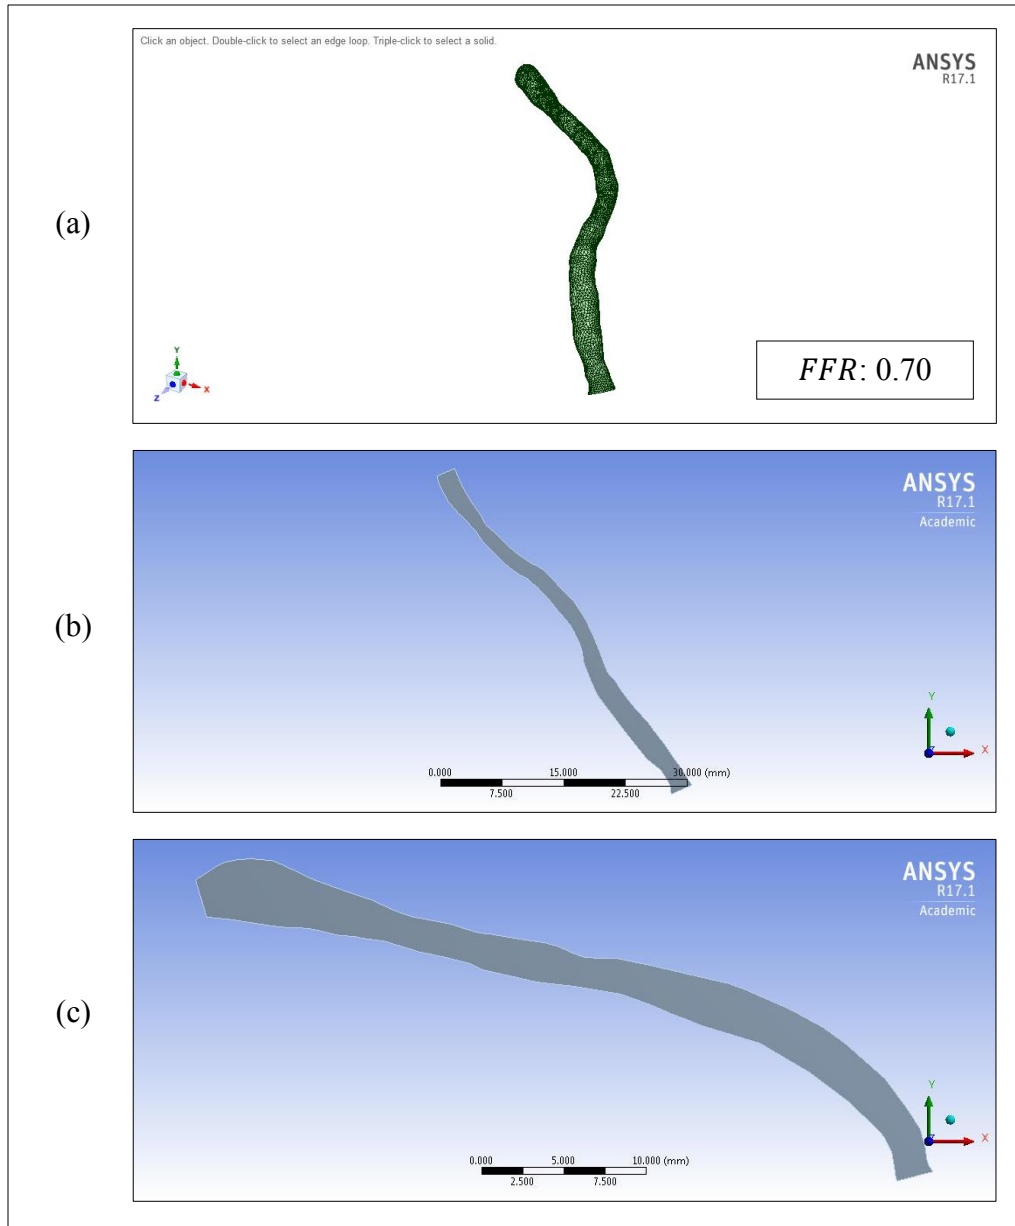 Click an object. Double-click to select an edge loop. Triple-click to select a solid.
ANSYS
R17.1
(a)
Y
X
Z
FFR: 0.70
ANSYS
R17.1
Academic
(b)
Y
Z
X
0.000 15.000 30.000 (mm)
7.500 22.500
ANSYS
R17.1
Academic
(c)
Y
Z
X
0.000 5.000 10.000 (mm)
2.500 7.500